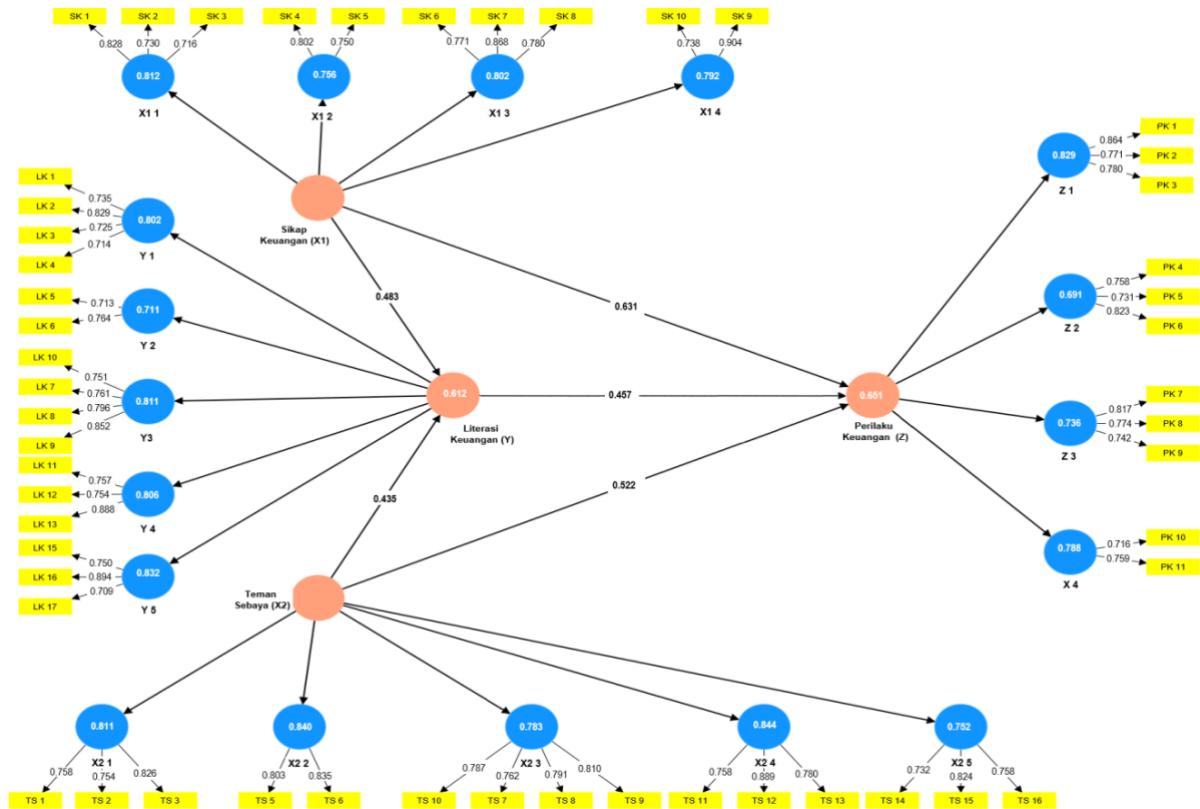 SK 1 SK 2 SK 3 SK 4 SK 5 SK 6 SK 7 SK 8 SK 10 SK 9
0.828 0.730 0.716 0.802 0.750 0.771 0.868 0.780 0.738 0.904
0.812 0.756 0.802 0.792
X1 1 X1 2 X1 3 X1 4
PK 1
0.864
0.829
0.771
PK 2
0.780
PK 3
Z 1
LK 1
0.735
LK 2
0.829
0.802
0.725
LK 3
0.714
LK 4
Y 1
Sikap
Keuangan (X1)
PK 4
0.758
0.691
0.731
PK 5
0.823
PK 6
Z 2
LK 5
0.713
0.711
0.764
LK 6
Y 2
0.483
0.631
LK 10
0.751
LK 7
0.761
0.811
0.796
LK 8
0.852
LK 9
Y3
0.612
Literasi
Keuangan (Y)
0.457
0.651
Perilaku
Keuangan (Z)
PK 7
0.817
0.736
0.774
PK 8
0.742
PK 9
Z 3
LK 11
0.757
0.806
0.754
LK 12
0.888
LK 13
Y 4
0.435
0.522
PK 10
0.716
0.788
0.759
PK 11
X 4
LK 15
0.750
0.832
0.894
LK 16
0.709
LK 17
Y 5
Teman
Sebaya (X2)
0.811 0.840 0.783 0.844 0.752
X2 1 X2 2 X2 3 X2 4 X2 5
0.758 0.754 0.826 0.803 0.835 0.787 0.762 0.791 0.810 0.758 0.889 0.780 0.732 0.824 0.758
TS 1 TS 2 TS 3 TS 5 TS 6 TS 10 TS 7 TS 8 TS 9 TS 11 TS 12 TS 13 TS 14 TS 15 TS 16